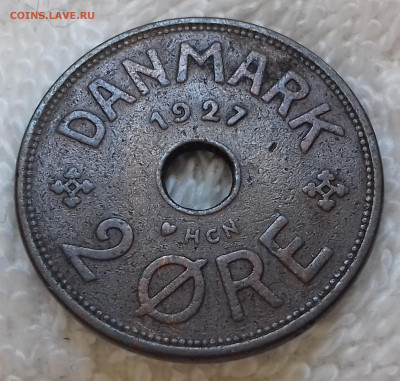 COINS.LAVE.RU
DANMARK
1927
♥ HCN
2 ØRE